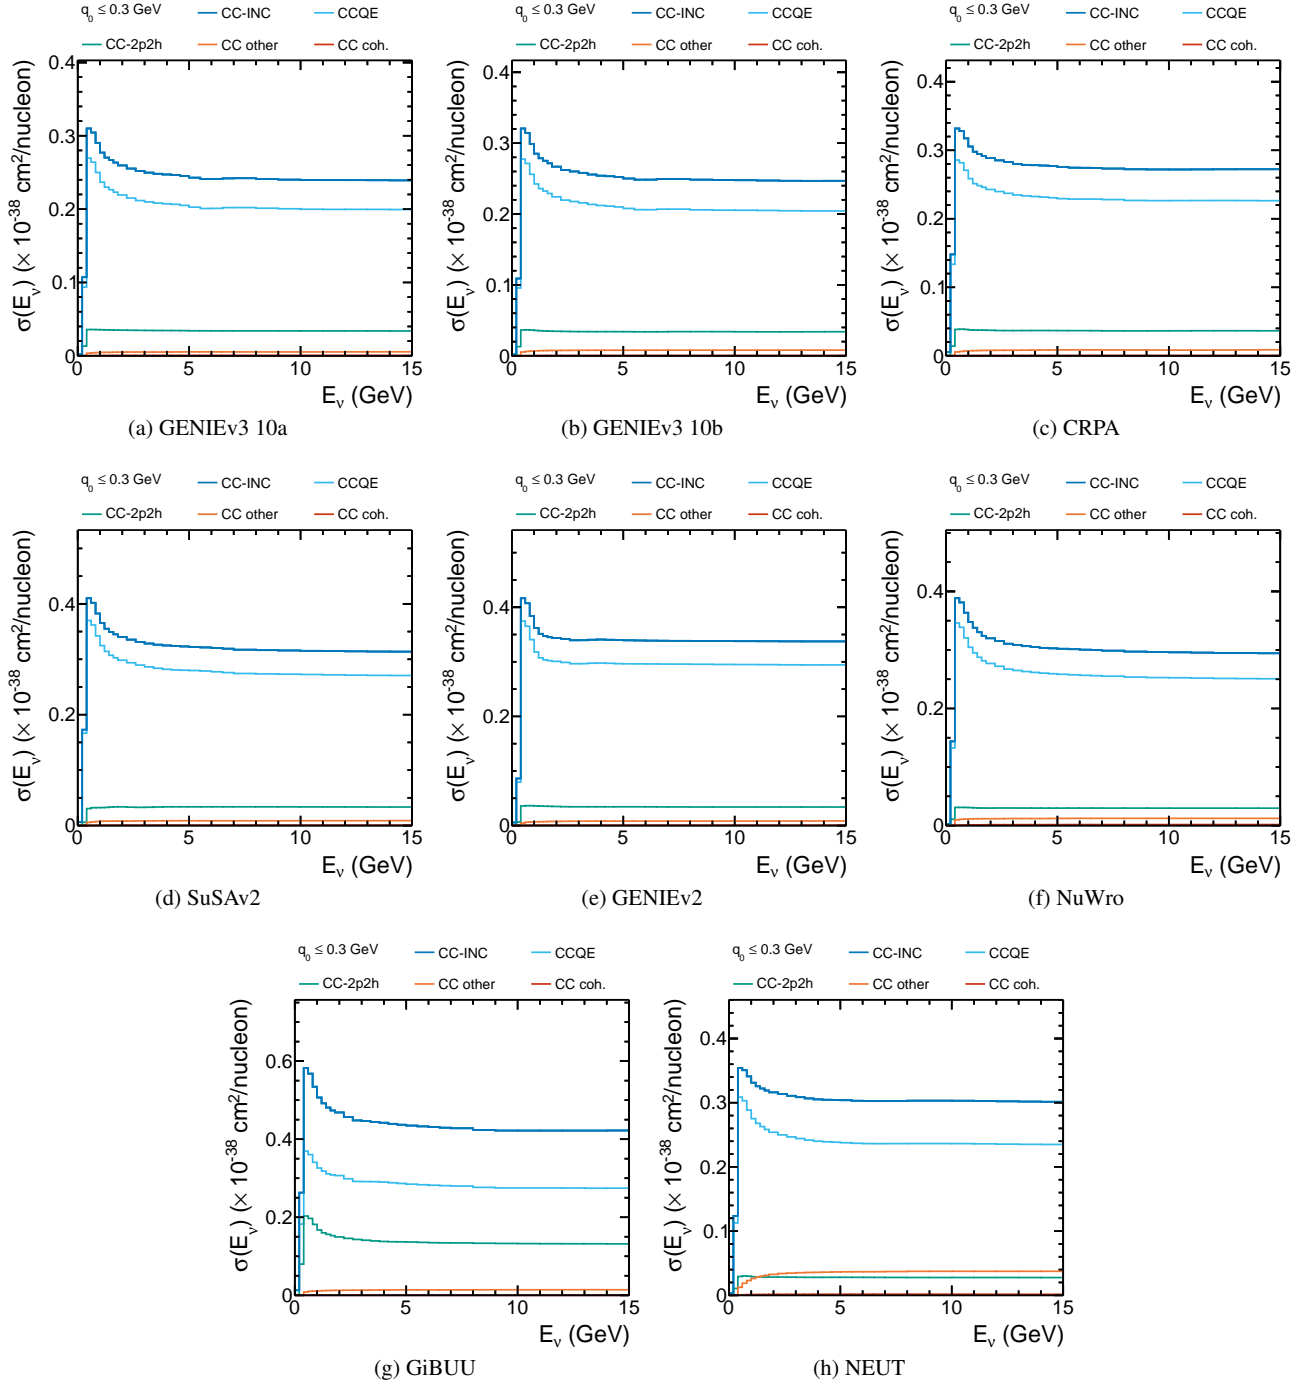 q0 ≤ 0.3 GeV CC-INC CCQE
CC-2p2h CC other CC coh.
σ(Eν) (× 10-38 cm2/nucleon)
0.4
0.3
0.2
0.1
0
0 5 10 15
Eν (GeV)
(a) GENIEv3 10a
q0 ≤ 0.3 GeV CC-INC CCQE
CC-2p2h CC other CC coh.
σ(Eν) (× 10-38 cm2/nucleon)
0.4
0.3
0.2
0.1
0
0 5 10 15
Eν (GeV)
(b) GENIEv3 10b
q0 ≤ 0.3 GeV CC-INC CCQE
CC-2p2h CC other CC coh.
σ(Eν) (× 10-38 cm2/nucleon)
0.4
0.3
0.2
0.1
0
0 5 10 15
Eν (GeV)
(c) CRPA
q0 ≤ 0.3 GeV CC-INC CCQE
CC-2p2h CC other CC coh.
σ(Eν) (× 10-38 cm2/nucleon)
0.4
0.2
0
0 5 10 15
Eν (GeV)
(d) SuSAv2
q0 ≤ 0.3 GeV CC-INC CCQE
CC-2p2h CC other CC coh.
σ(Eν) (× 10-38 cm2/nucleon)
0.4
0.2
0
0 5 10 15
Eν (GeV)
(e) GENIEv2
q0 ≤ 0.3 GeV CC-INC CCQE
CC-2p2h CC other CC coh.
σ(Eν) (× 10-38 cm2/nucleon)
0.4
0.2
0
0 5 10 15
Eν (GeV)
(f) NuWro
q0 ≤ 0.3 GeV CC-INC CCQE
CC-2p2h CC other CC coh.
σ(Eν) (× 10-38 cm2/nucleon)
0.6
0.4
0.2
0
0 5 10 15
Eν (GeV)
(g) GiBUU
q0 ≤ 0.3 GeV CC-INC CCQE
CC-2p2h CC other CC coh.
σ(Eν) (× 10-38 cm2/nucleon)
0.4
0.3
0.2
0.1
0
0 5 10 15
Eν (GeV)
(h) NEUT